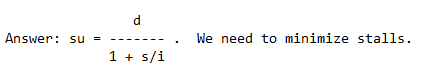 d
Answer: su = ------- .  We need to minimize stalls.
1 + s/i